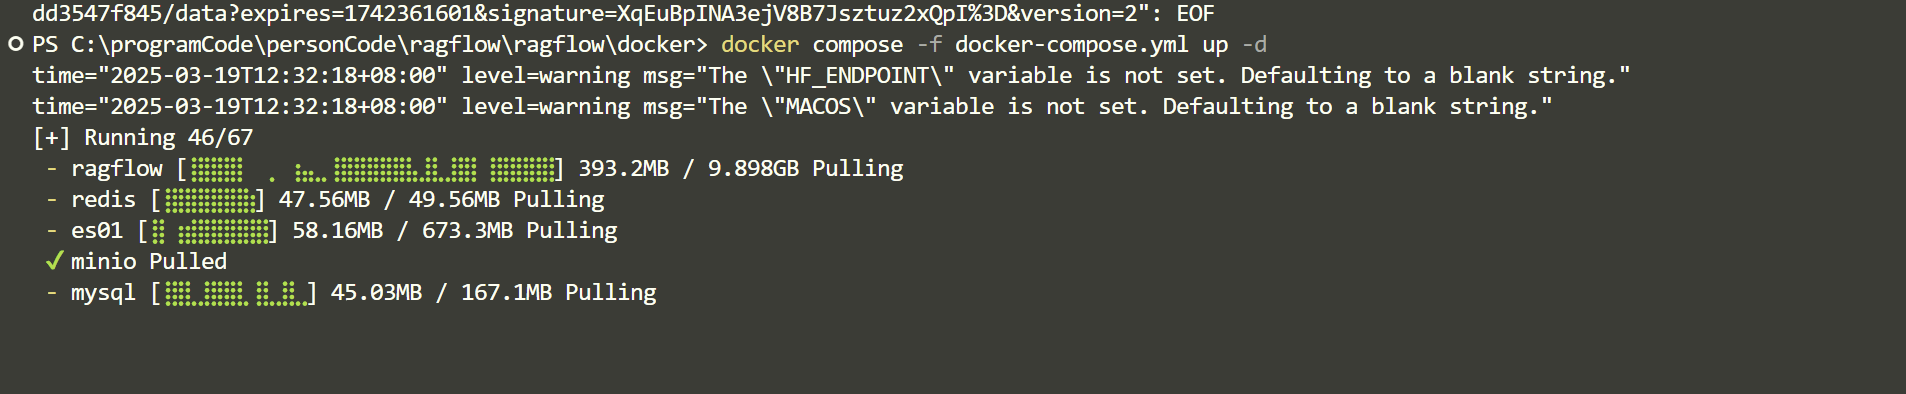 dd3547f845/data?expires=1742361601&signature=XqEuBpINA3ejV8B7Jsztuz2xQpI%3D&version=2": EOF
PS C:\programCode\personCode\ragflow\ragflow\docker> docker compose -f docker-compose.yml up -d
time="2025-03-19T12:32:18+08:00" level=warning msg="The \"HF_ENDPOINT\" variable is not set. Defaulting to a blank string."
time="2025-03-19T12:32:18+08:00" level=warning msg="The \"MACOS\" variable is not set. Defaulting to a blank string."
[+] Running 46/67
- ragflow [⣿⣿⣿⣿  ⢀ ⣦⣄⣿⣿⣿⣿⣿⣿⣄⣿⣄⣿⣿ ⣿⣿⣿⣿⣿] 393.2MB / 9.898GB Pulling
- redis [⣿⣿⣿⣿⣿⣿⣿] 47.56MB / 49.56MB Pulling
- es01 [⣿ ⣴⣿⣿⣿⣿⣿⣿] 58.16MB / 673.3MB Pulling
✓ minio Pulled
- mysql [⣿⣿⣀⣿⣿⣿⡀⣿⣀⣿⣀] 45.03MB / 167.1MB Pulling